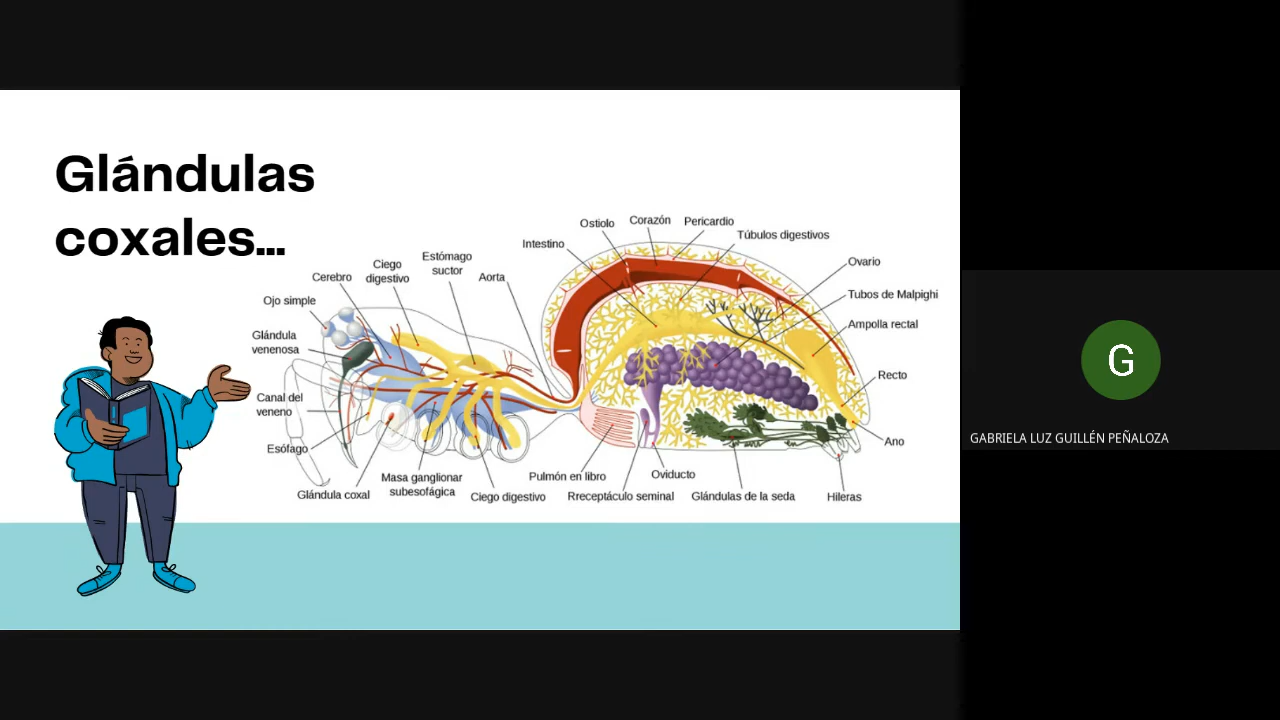 Glándulas
coxales...
Ostiolo
Corazón
Pericardio
Túbulos digestivos
Intestino
Estómago
suctor
Ciego
digestivo
Cerebro
Aorta
Ovario
Ojo simple
Tubos de Malpighi
Glándula
venenosa
Ampolla rectal
Recto
Canal del
veneno
Ano
Esófago
Glándula coxal
Masa ganglionar
subesofágica
Ciego digestivo
Pulmón en libro
Rreceptáculo seminal
Oviducto
Glándulas de la seda
Hileras
G
GABRIELA LUZ GUILLÉN PEÑALOZA